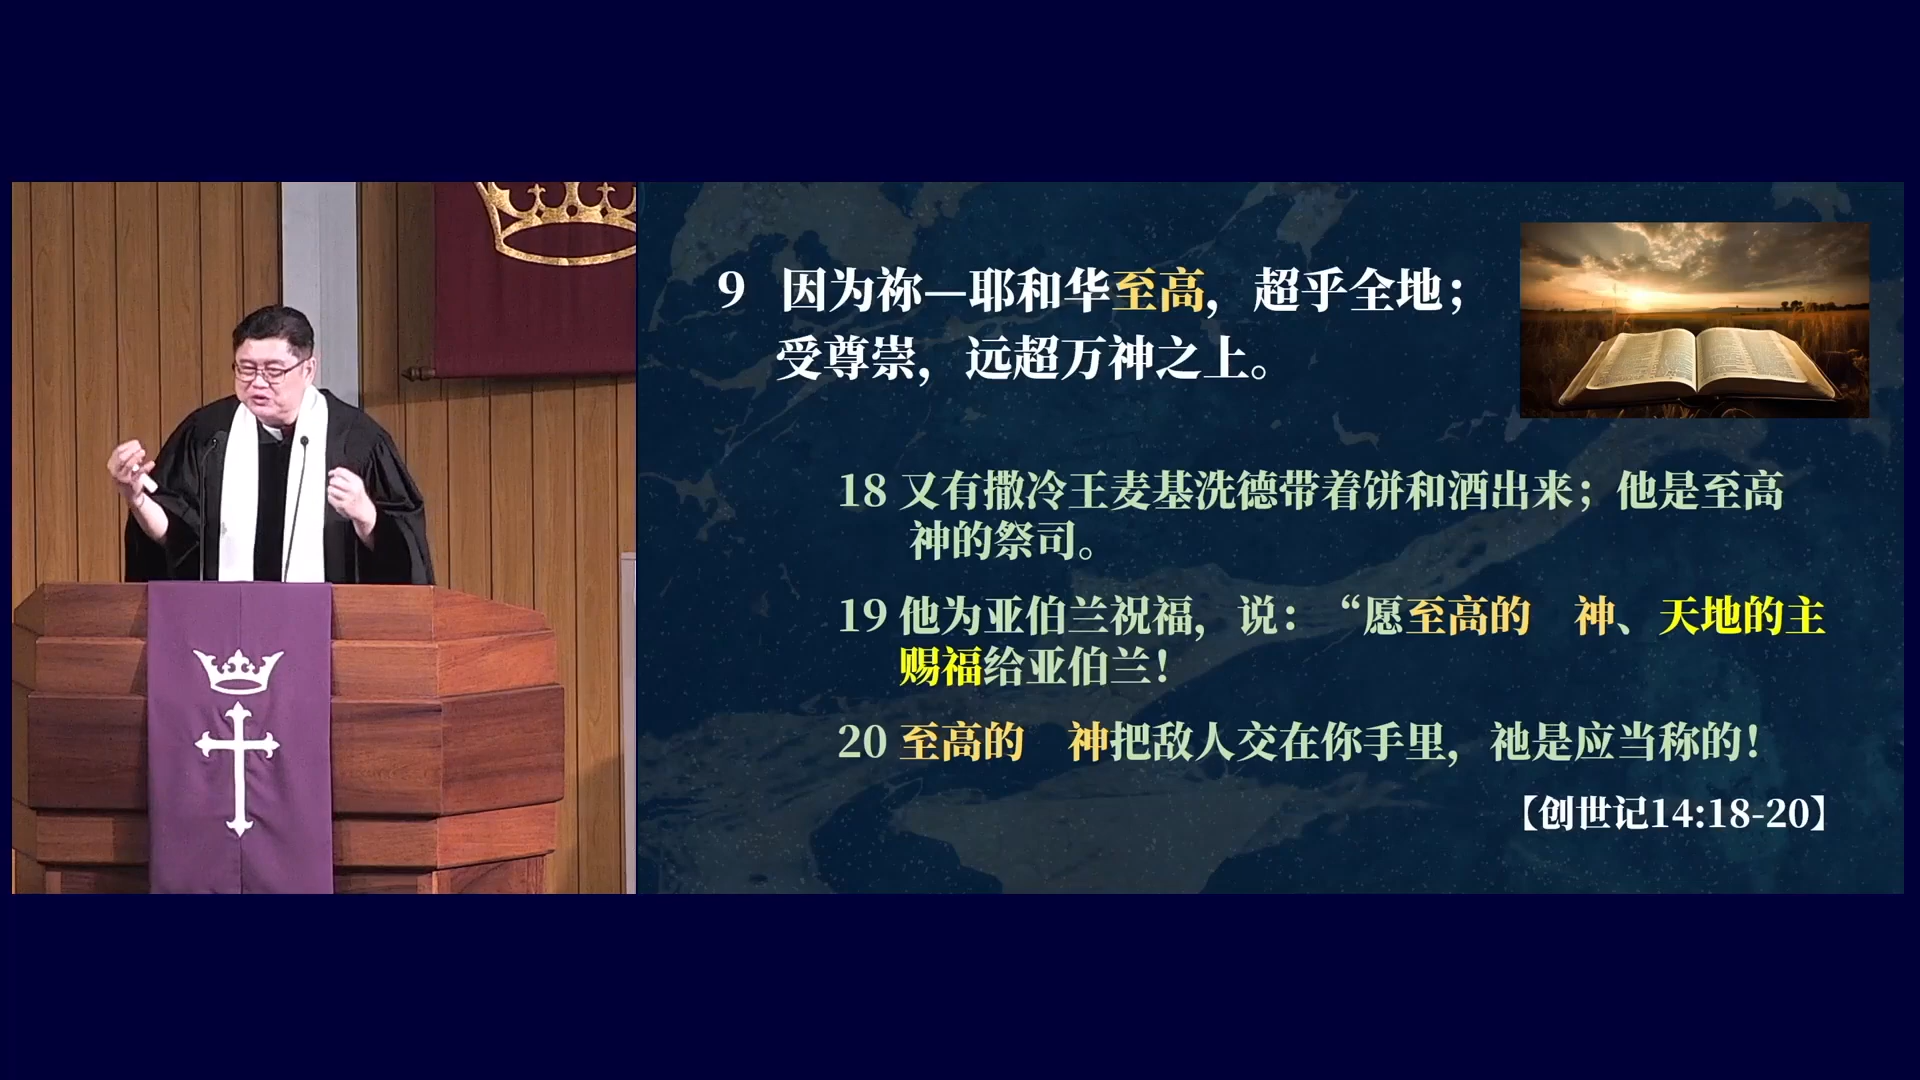 9 因为祢—耶和华至高，超乎全地；
受尊崇，远超万神之上。
18 又有撒冷王麦基洗德带着饼和酒出来；他是至高
神的祭司。
19 他为亚伯兰祝福，说：“愿至高的　神、天地的主
赐福给亚伯兰！
20 至高的　神把敌人交在你手里，祂是应当称的！
【创世记14:18-20】